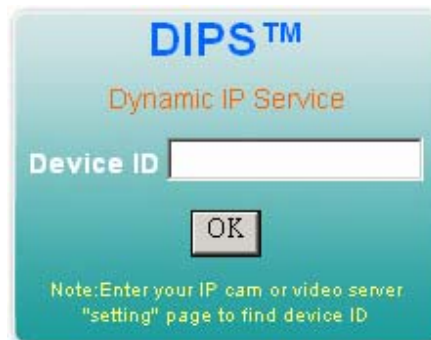 DIPS™
Dynamic IP Service
Device ID
OK
Note:Enter your IP cam or video server
"setting" page to find device ID